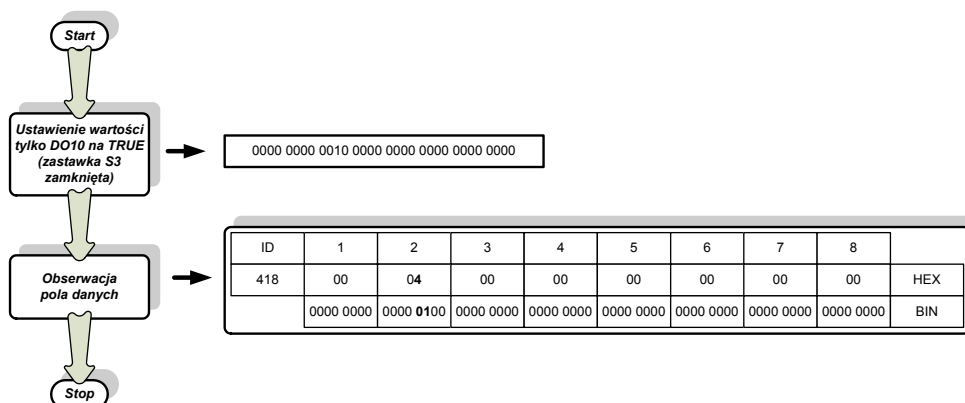 Start
Ustawienie wartości
tylko DO10 na TRUE
(zastawka S3
zamknięta)
0000 0000 0010 0000 0000 0000 0000 0000
Obserwacja
pola danych
ID 1 2 3 4 5 6 7 8
418 00 04 00 00 00 00 00 00 HEX
0000 0000 0000 0100 0000 0000 0000 0000 0000 0000 0000 0000 0000 0000 0000 0000 BIN
Stop